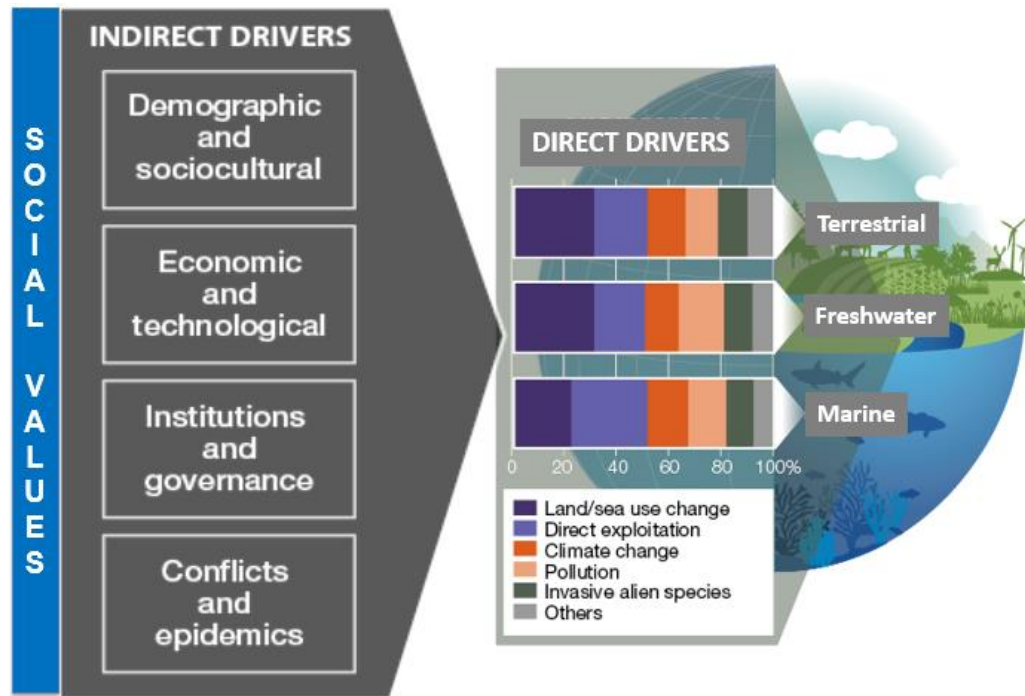 SOCIAL VALUES
INDIRECT DRIVERS
Demographic
and
sociocultural
Economic
and
technological
Institutions
and
governance
Conflicts
and
epidemics
DIRECT DRIVERS
Terrestrial
Freshwater
Marine
0 20 40 60 80 100%
Land/sea use change
Direct exploitation
Climate change
Pollution
Invasive alien species
Others